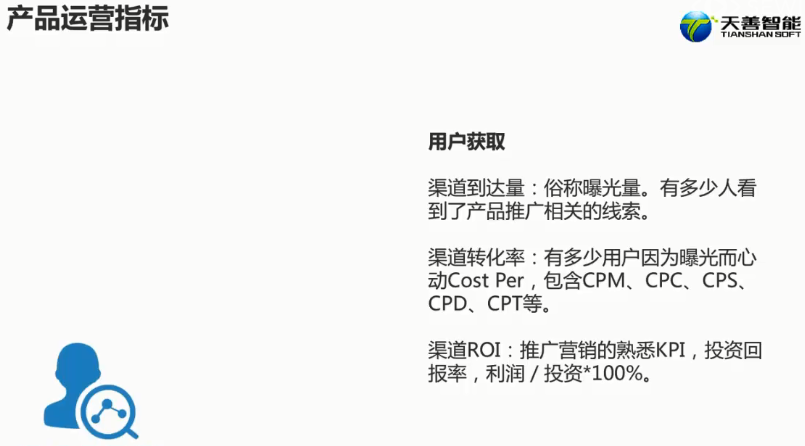 产品运营指标
天善智能
TIANSHAN SOFT
用户获取
渠道到达量：俗称曝光量。有多少人看
到了产品推广相关的线索。
渠道转化率：有多少用户因为曝光而心
动Cost Per，包含CPM、CPC、CPS、
CPD、CPT等。
渠道ROI：推广营销的熟悉KPI，投资回
报率，利润 / 投资*100%。